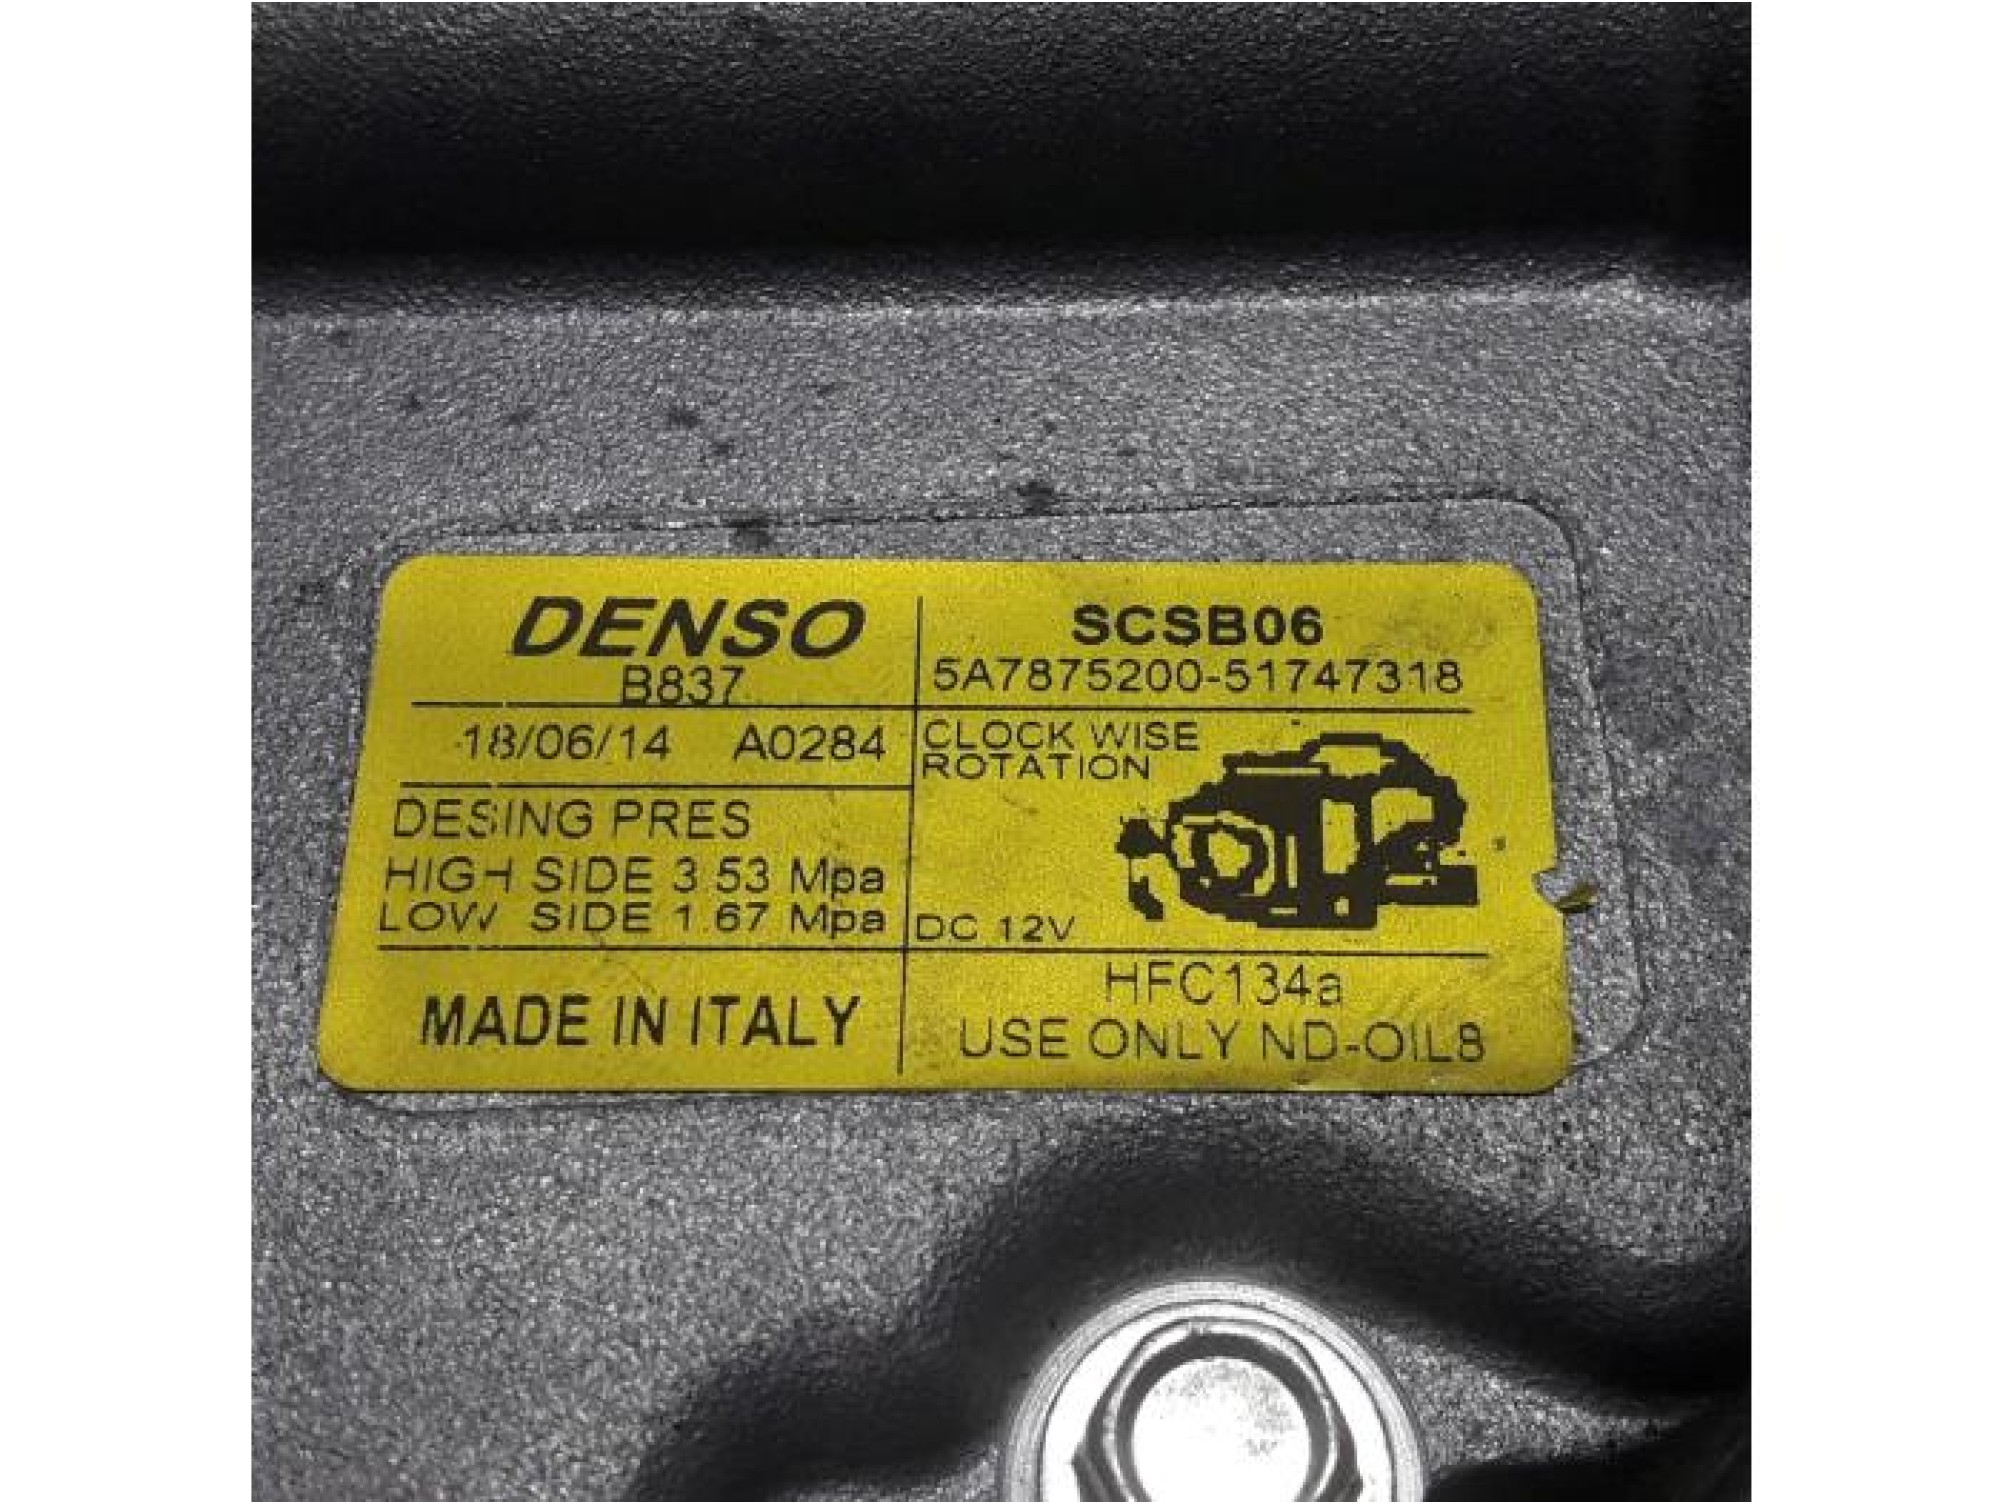 DENSO
B837
18/06/14 A0284
DESING PRES
HIGH SIDE 3.53 Mpa
LOW SIDE 1.67 Mpa
MADE IN ITALY
SCSB06
5A7875200-51747318
CLOCK WISE
ROTATION
DC 12V
HFC134a
USE ONLY ND-OIL8